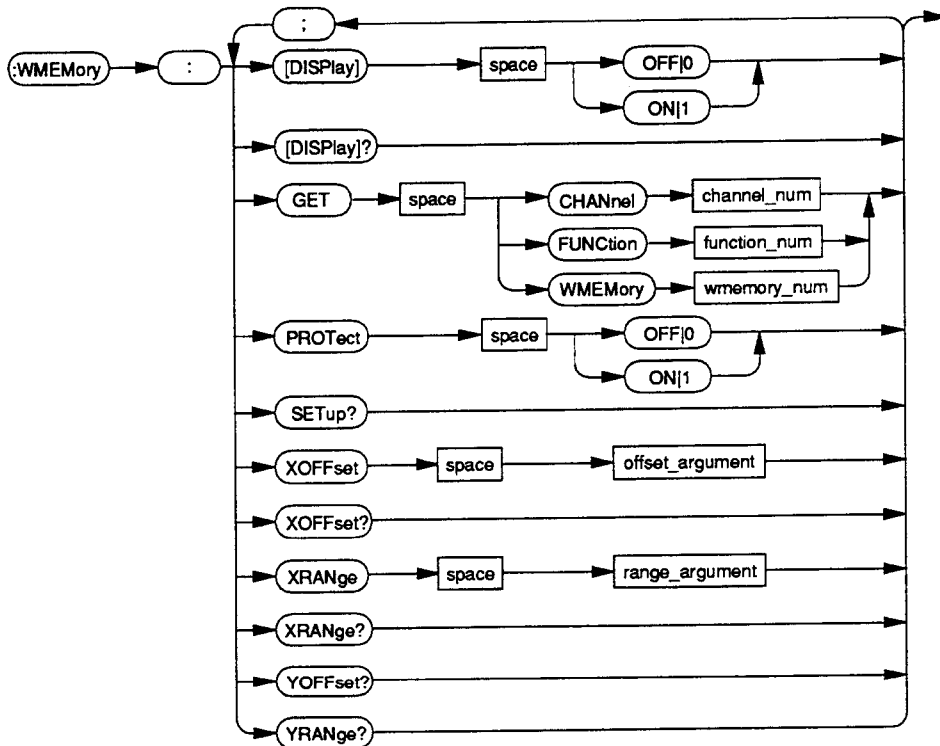 ;
:WMEMory : [DISPlay] space OFF|0
ON|1
[DISPlay]?
GET space CHANnel channel_num
FUNCtion function_num
WMEMory wmemory_num
PROTect space OFF|0
ON|1
SETup?
XOFFset space offset_argument
XOFFset?
XRANge space range_argument
XRANge?
YOFFset?
YRANge?